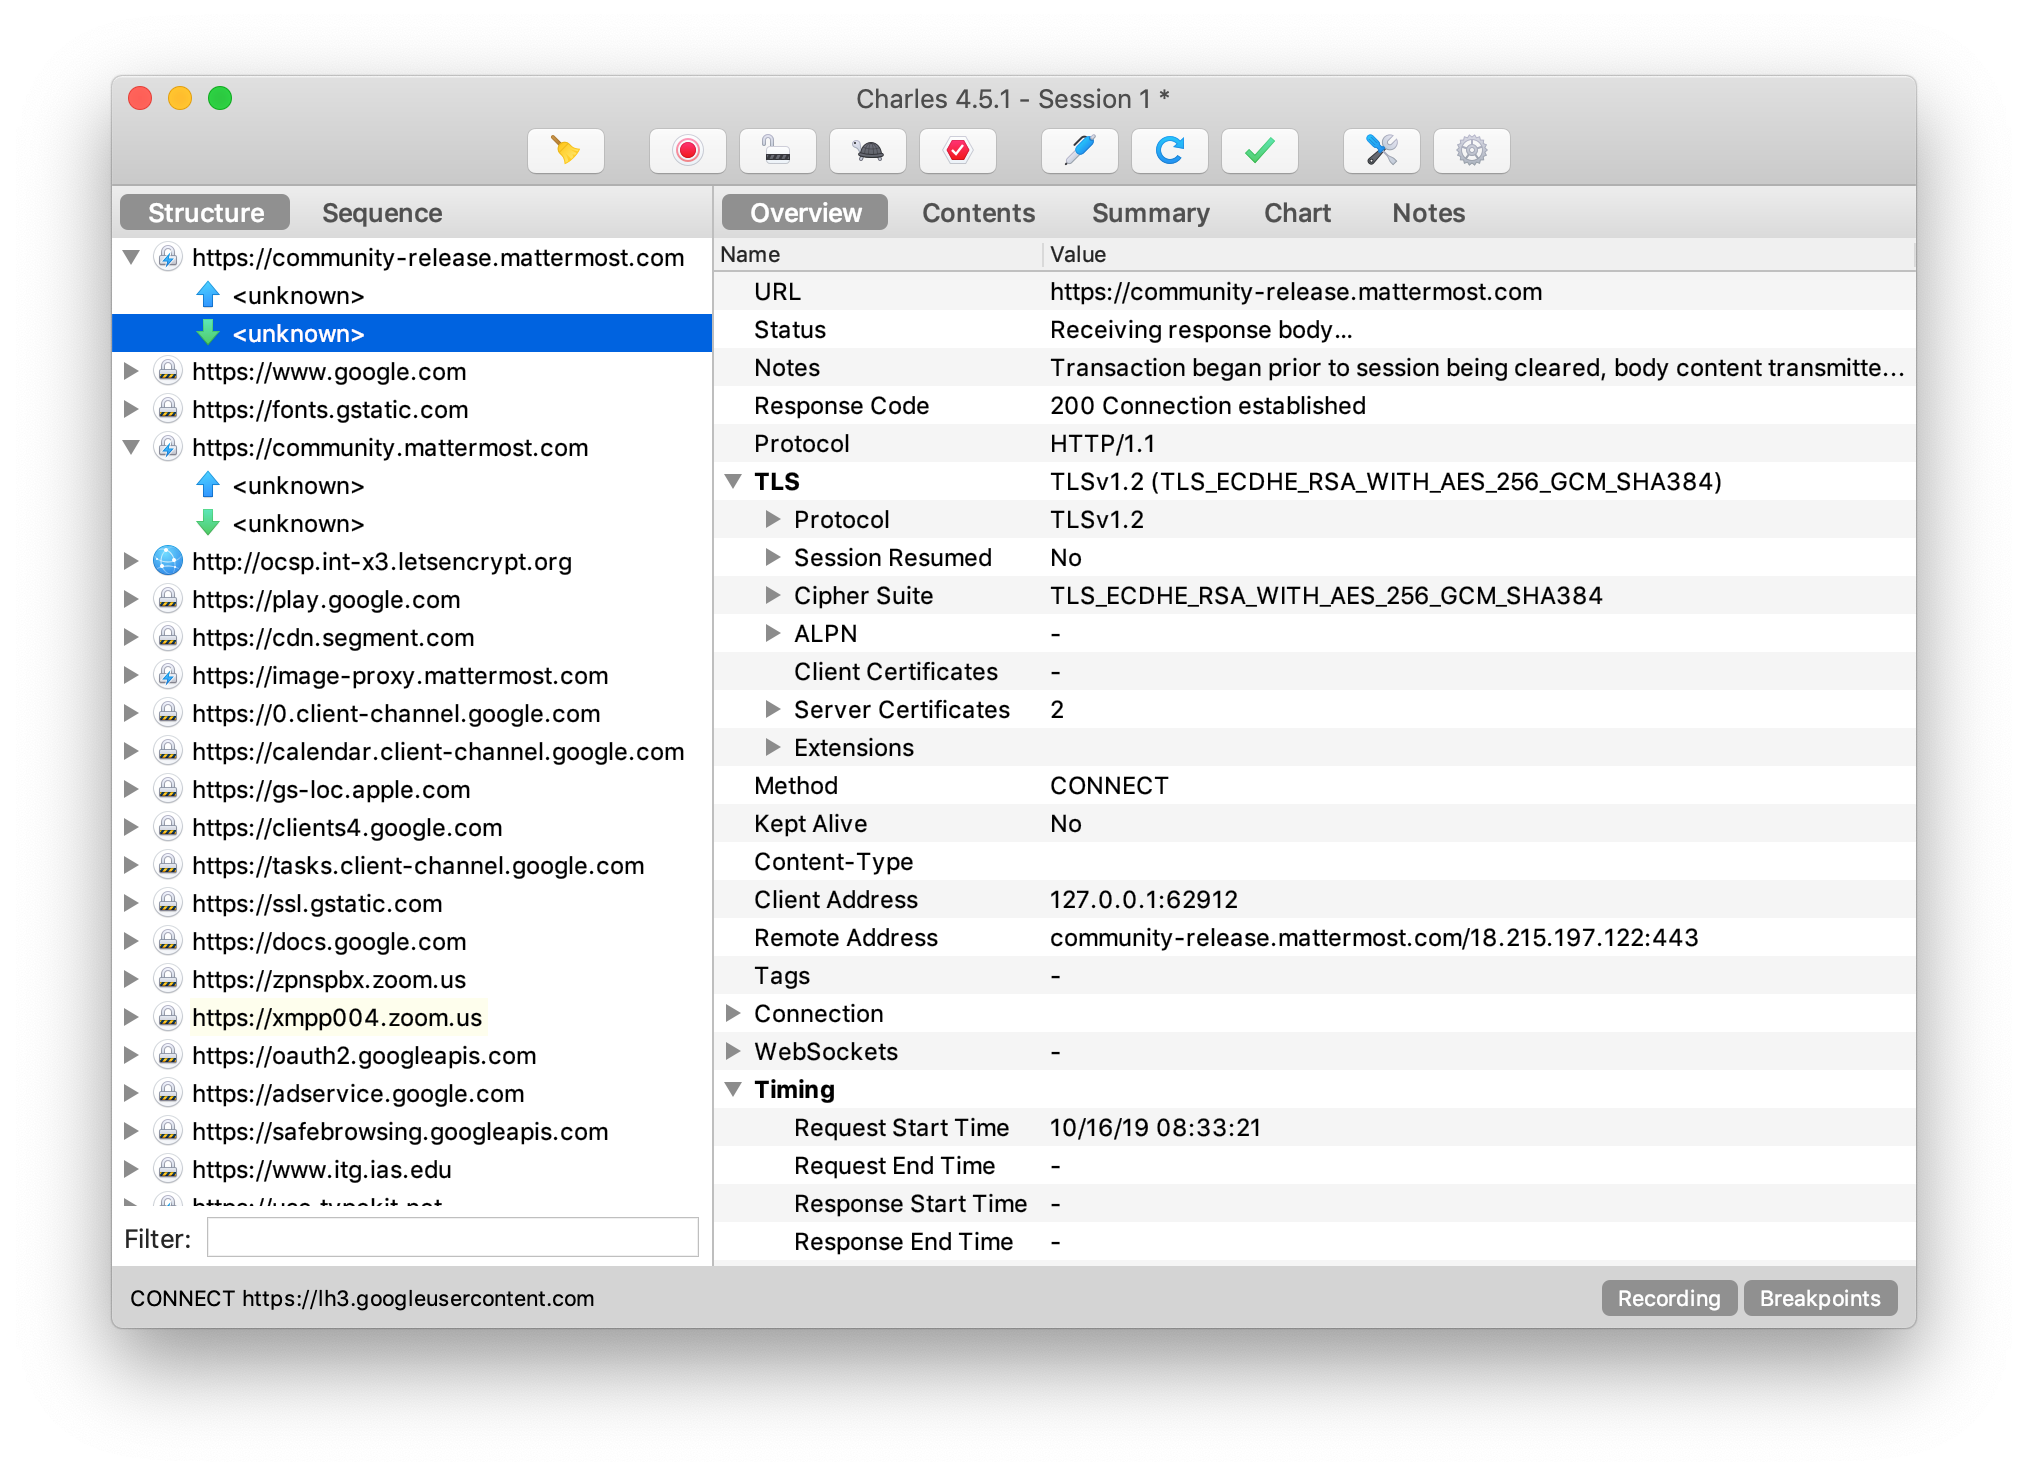 Charles 4.5.1 - Session 1 *
Structure Sequence
https://community-release.mattermost.com
<unknown>
<unknown>
https://www.google.com
https://fonts.gstatic.com
https://community.mattermost.com
<unknown>
<unknown>
http://ocsp.int-x3.letsencrypt.org
https://play.google.com
https://cdn.segment.com
https://image-proxy.mattermost.com
https://0.client-channel.google.com
https://calendar.client-channel.google.com
https://gs-loc.apple.com
https://clients4.google.com
https://tasks.client-channel.google.com
https://ssl.gstatic.com
https://docs.google.com
https://zpnspbx.zoom.us
https://xmpp004.zoom.us
https://oauth2.googleapis.com
https://adservice.google.com
https://safebrowsing.googleapis.com
https://www.itg.ias.edu
Filter:
Overview Contents Summary Chart Notes
Name Value
URL https://community-release.mattermost.com
Status Receiving response body…
Notes Transaction began prior to session being cleared, body content transmitte…
Response Code 200 Connection established
Protocol HTTP/1.1
TLS TLSv1.2 (TLS_ECDHE_RSA_WITH_AES_256_GCM_SHA384)
Protocol TLSv1.2
Session Resumed No
Cipher Suite TLS_ECDHE_RSA_WITH_AES_256_GCM_SHA384
ALPN -
Client Certificates -
Server Certificates 2
Extensions
Method CONNECT
Kept Alive No
Content-Type
Client Address 127.0.0.1:62912
Remote Address community-release.mattermost.com/18.215.197.122:443
Tags -
Connection
WebSockets -
Timing
Request Start Time 10/16/19 08:33:21
Request End Time -
Response Start Time -
Response End Time -
CONNECT https://lh3.googleusercontent.com
Recording Breakpoints